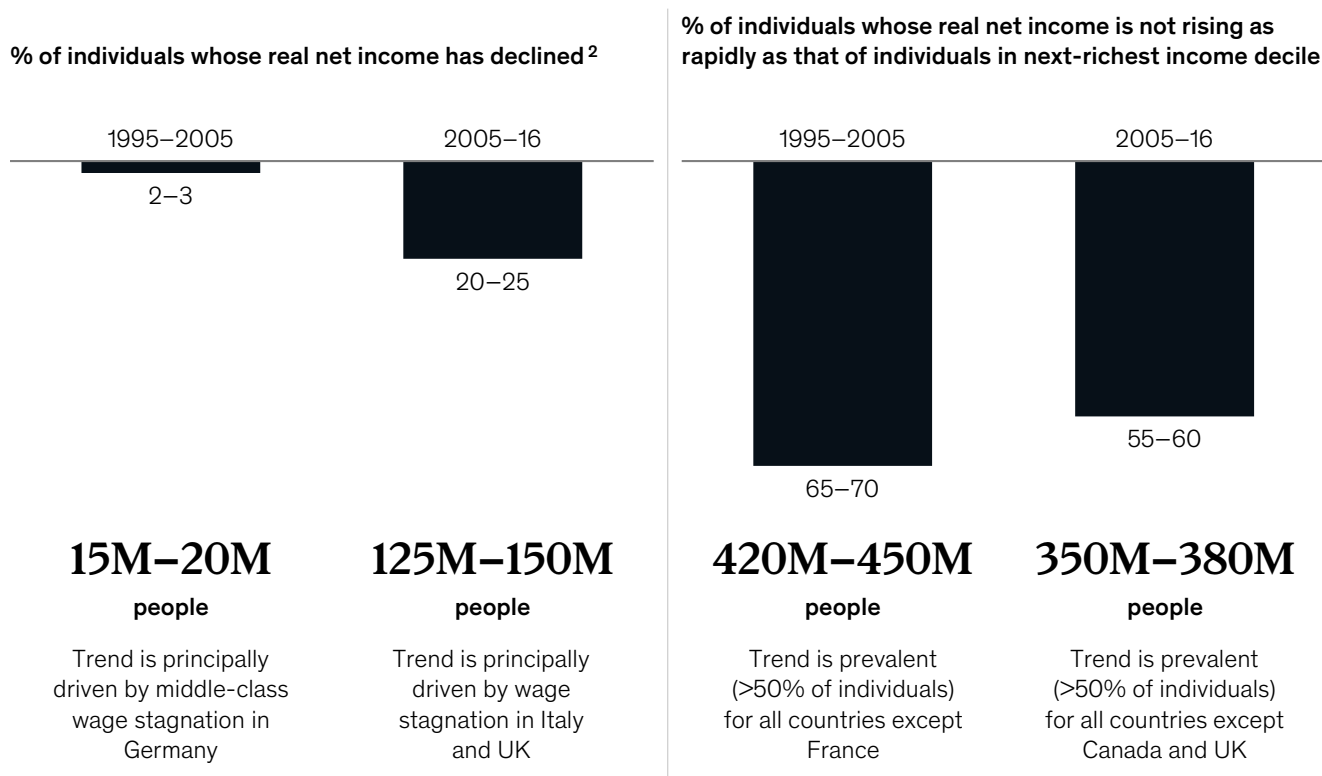 % of individuals whose real net income has declined 2
1995–2005
2005–16
2–3
20–25
15M–20M
people
Trend is principally
driven by middle-class
wage stagnation in
Germany
125M–150M
people
Trend is principally
driven by wage
stagnation in Italy
and UK
% of individuals whose real net income is not rising as
rapidly as that of individuals in next-richest income decile
1995–2005
2005–16
65–70
55–60
420M–450M
people
Trend is prevalent
(>50% of individuals)
for all countries except
France
350M–380M
people
Trend is prevalent
(>50% of individuals)
for all countries except
Canada and UK